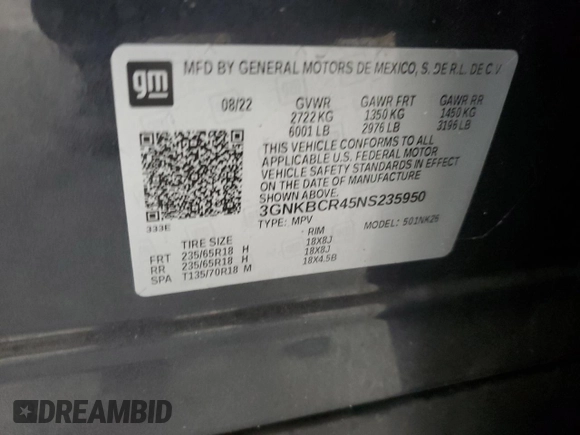 gm
MFD BY GENERAL MOTORS DE MEXICO, S. DE R.L. DE C.V.
08/22 GVWR GAWR FRT GAWR RR
2722 KG 1350 KG 1450 KG
6001 LB 2976 LB 3196 LB
THIS VEHICLE CONFORMS TO ALL
APPLICABLE U.S. FEDERAL MOTOR
VEHICLE SAFETY STANDARDS IN EFFECT
ON THE DATE OF MANUFACTURE
SHOWN ABOVE.
3GNKBCR45NS235950
333E
TYPE: MPV MODEL: 501NK26
TIRE SIZE RIM
FRT 235/65R18 H 18X8J
RR 235/65R18 H 18X8J
SPA T135/70R18 M 18X4.5B
DREAMBID